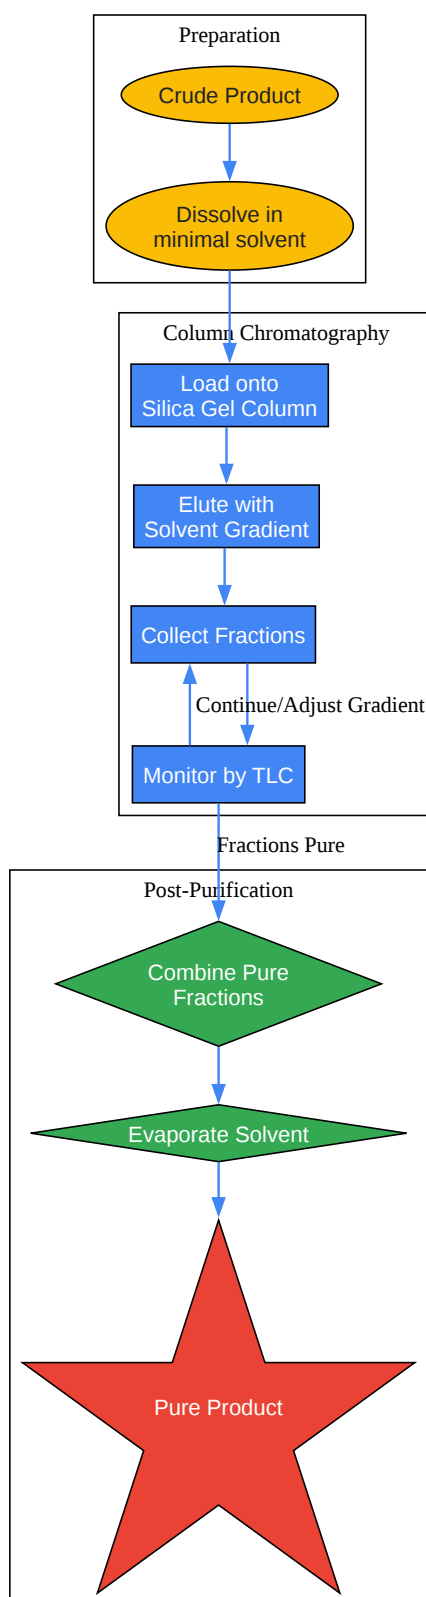 Preparation
Crude Product
Dissolve in
minimal solvent
Column Chromatography
Load onto
Silica Gel Column
Elute with
Solvent Gradient
Collect Fractions
Continue/Adjust Gradient
Monitor by TLC
Fractions Pure
Post-Purification
Combine Pure
Fractions
Evaporate Solvent
Pure Product